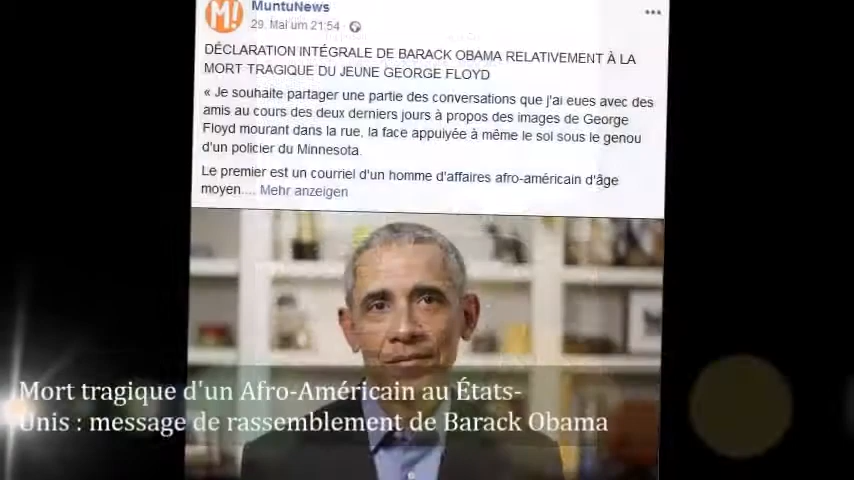 M!
MuntuNews
29. Mai um 21:54 ·
DÉCLARATION INTÉGRALE DE BARACK OBAMA RELATIVEMENT À LA
MORT TRAGIQUE DU JEUNE GEORGE FLOYD
« Je souhaite partager une partie des conversations que j'ai eues avec des
amis au cours des deux derniers jours à propos des images de George
Floyd mourant dans la rue, la face appuiyée à même le sol sous le genou
d'un policier du Minnesota.
Le premier est un courriel d'un homme d'affaires afro-américain d'âge
moyen.... Mehr anzeigen
Mort tragique d'un Afro-Américain au États-
Unis : message de rassemblement de Barack Obama